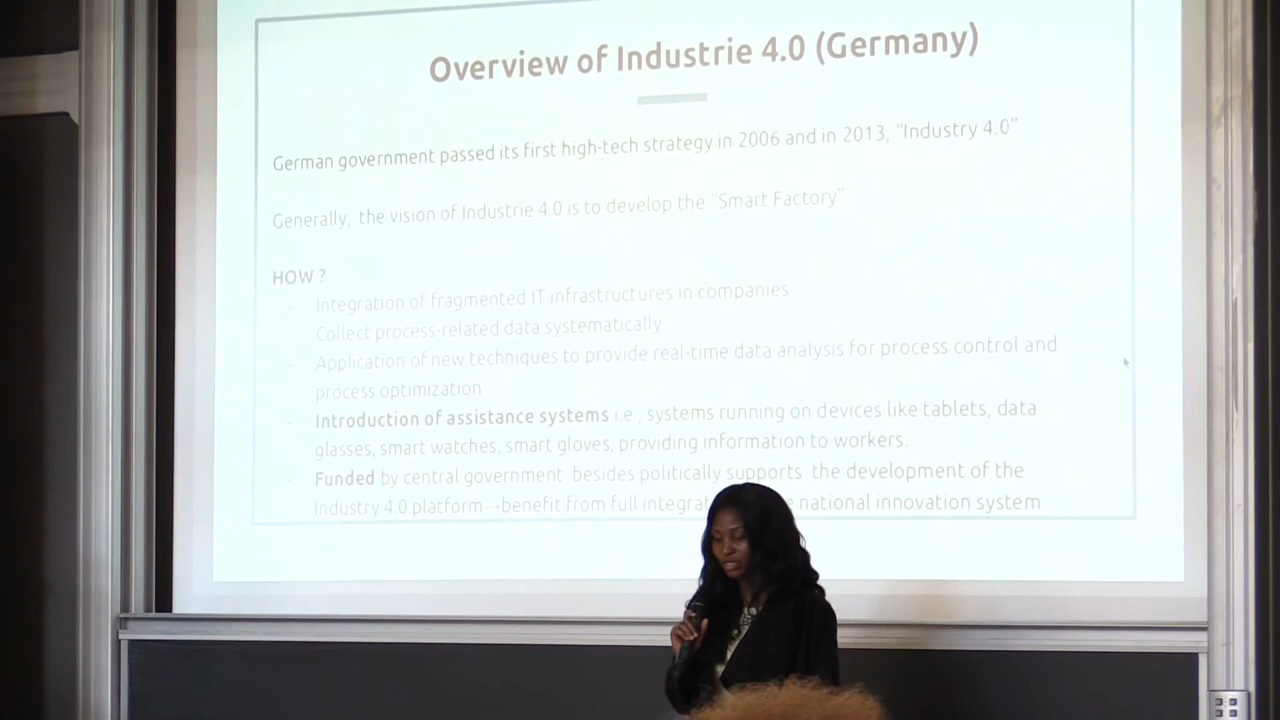 Overview of Industrie 4.0 (Germany)
German government passed its first high-tech strategy in 2006 and in 2013, "Industry 4.0"
Generally, the vision of Industrie 4.0 is to develop the "Smart Factory"
HOW ?
- Integration of fragmented IT infrastructures in companies
- Collect process-related data systematically
- Application of new techniques to provide real-time data analysis for process control and
process optimization
- Introduction of assistance systems i.e., systems running on devices like tablets, data
glasses, smart watches, smart gloves, providing information to workers.
- Funded by central government besides politically supports the development of the
Industry 4.0 platform→benefit from full national innovation system